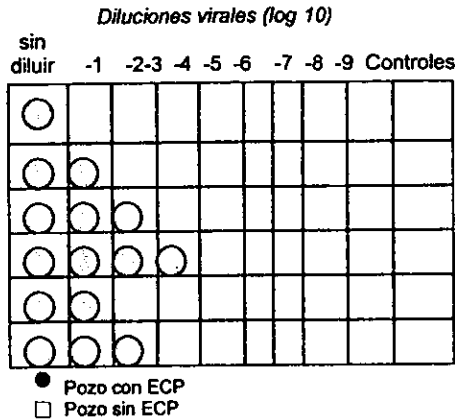 Diluciones virales (log 10)
sin
diluir -1 -2-3 -4 -5 -6 -7 -8 -9 Controles
Pozo con ECP
Pozo sin ECP